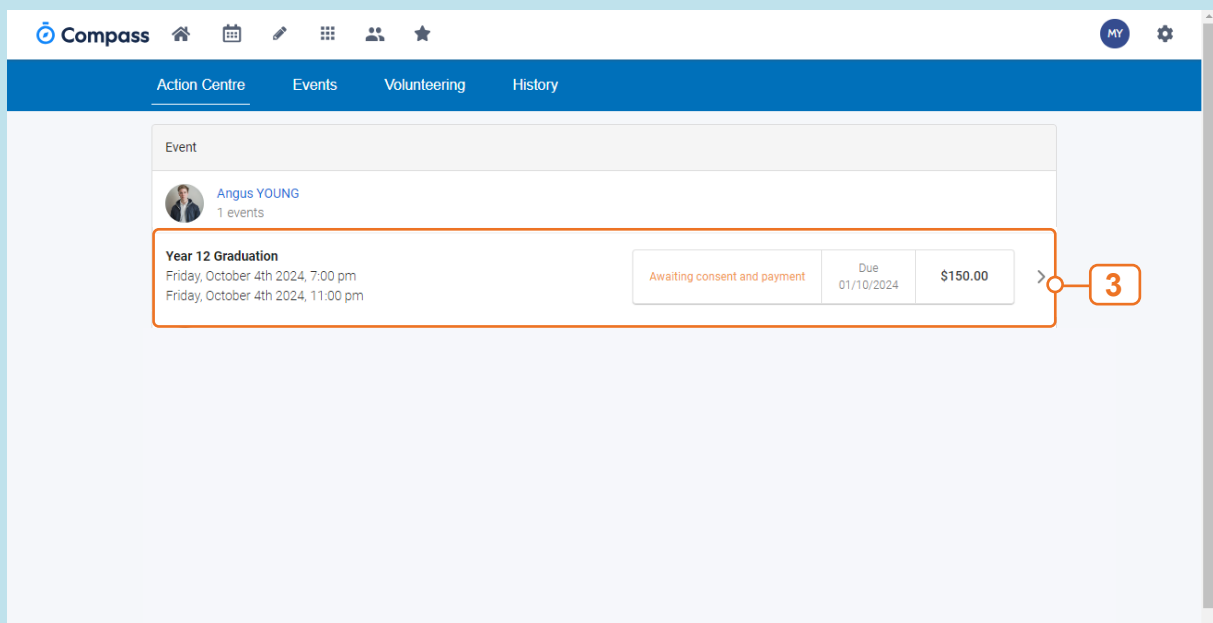 Compass
MY
Action Centre Events Volunteering History
Event
Angus YOUNG
1 events
Year 12 Graduation
Friday, October 4th 2024, 7:00 pm
Friday, October 4th 2024, 11:00 pm
Awaiting consent and payment
Due
01/10/2024
$150.00
3